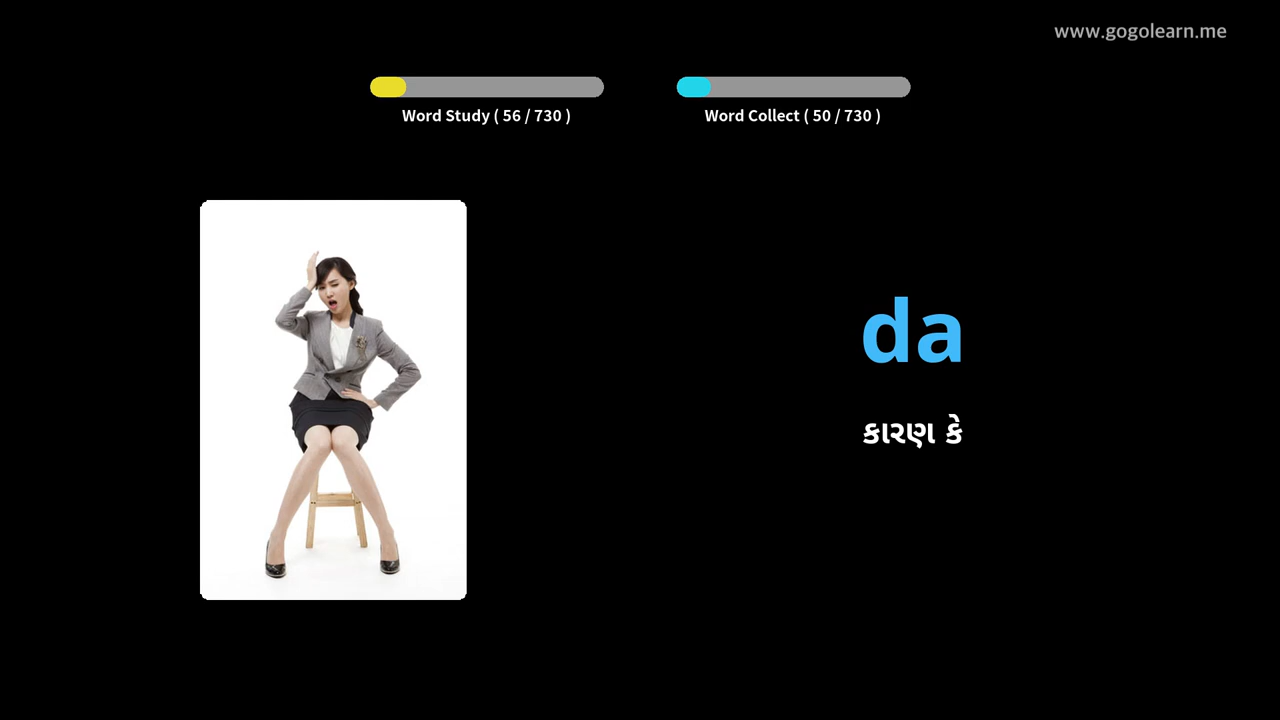 www.gogolearn.me
Word Study ( 56 / 730 )
Word Collect ( 50 / 730 )
da
કારણ કે